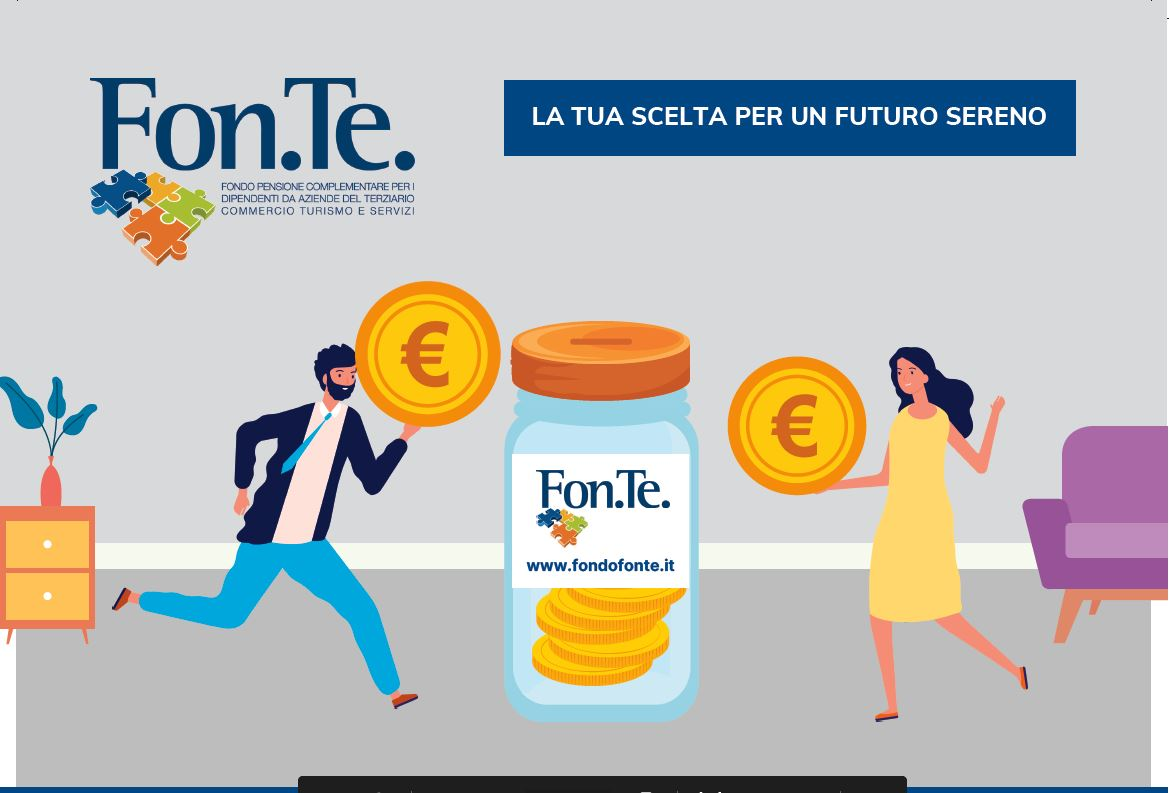 Fon.Te.
FONDO PENSIONE COMPLEMENTARE PER I
DIPENDENTI DA AZIENDE DEL TERZIARIO
COMMERCIO TURISMO E SERVIZI
LA TUA SCELTA PER UN FUTURO SERENO
€
€
Fon.Te.
www.fondofonte.it